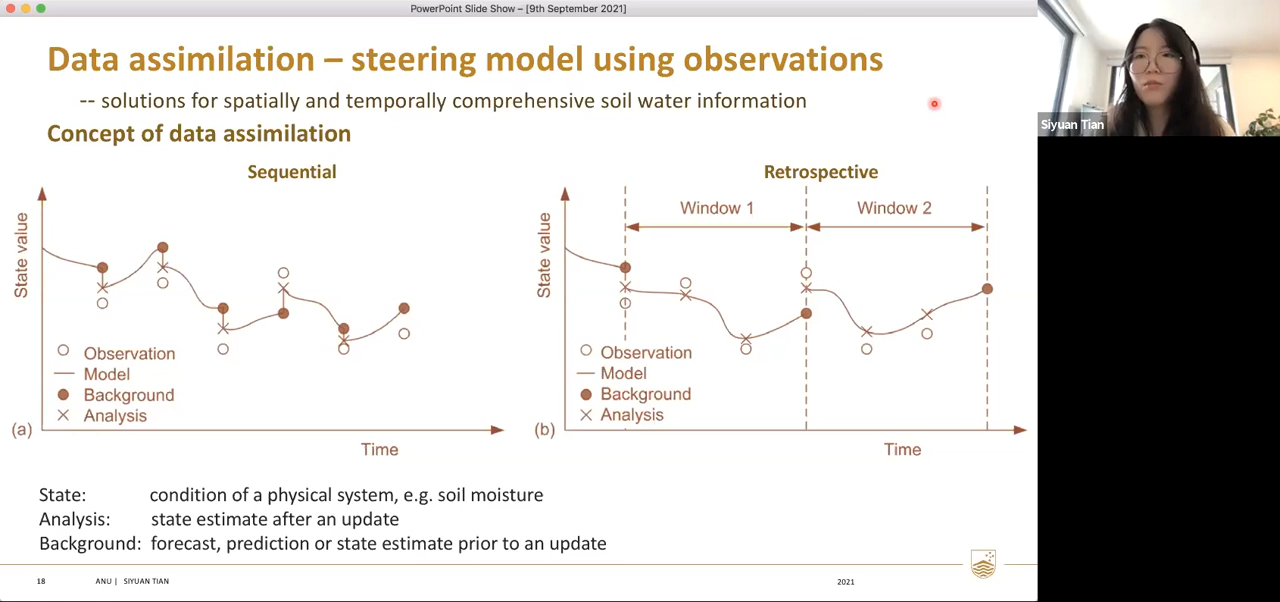 PowerPoint Slide Show – [9th September 2021]
Data assimilation – steering model using observations
-- solutions for spatially and temporally comprehensive soil water information
Concept of data assimilation
Siyuan Tian
Sequential
State value
Observation
Model
Background
Analysis
(a)
Time
Retrospective
Window 1
Window 2
State value
Observation
Model
Background
Analysis
(b)
Time
State: condition of a physical system, e.g. soil moisture
Analysis: state estimate after an update
Background: forecast, prediction or state estimate prior to an update
18 ANU | SIYUAN TIAN 2021